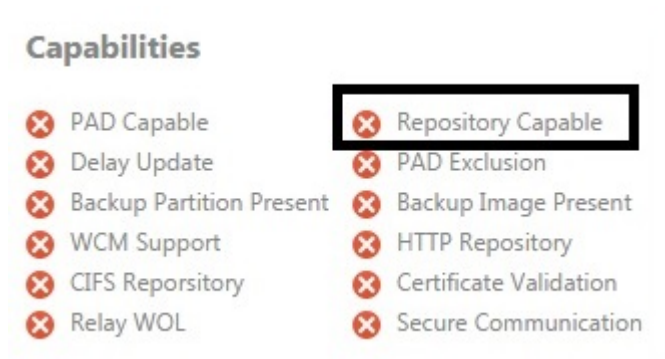 Capabilities
PAD Capable
Repository Capable
Delay Update
PAD Exclusion
Backup Partition Present
Backup Image Present
WCM Support
HTTP Repository
CIFS Reporsitory
Certificate Validation
Relay WOL
Secure Communication